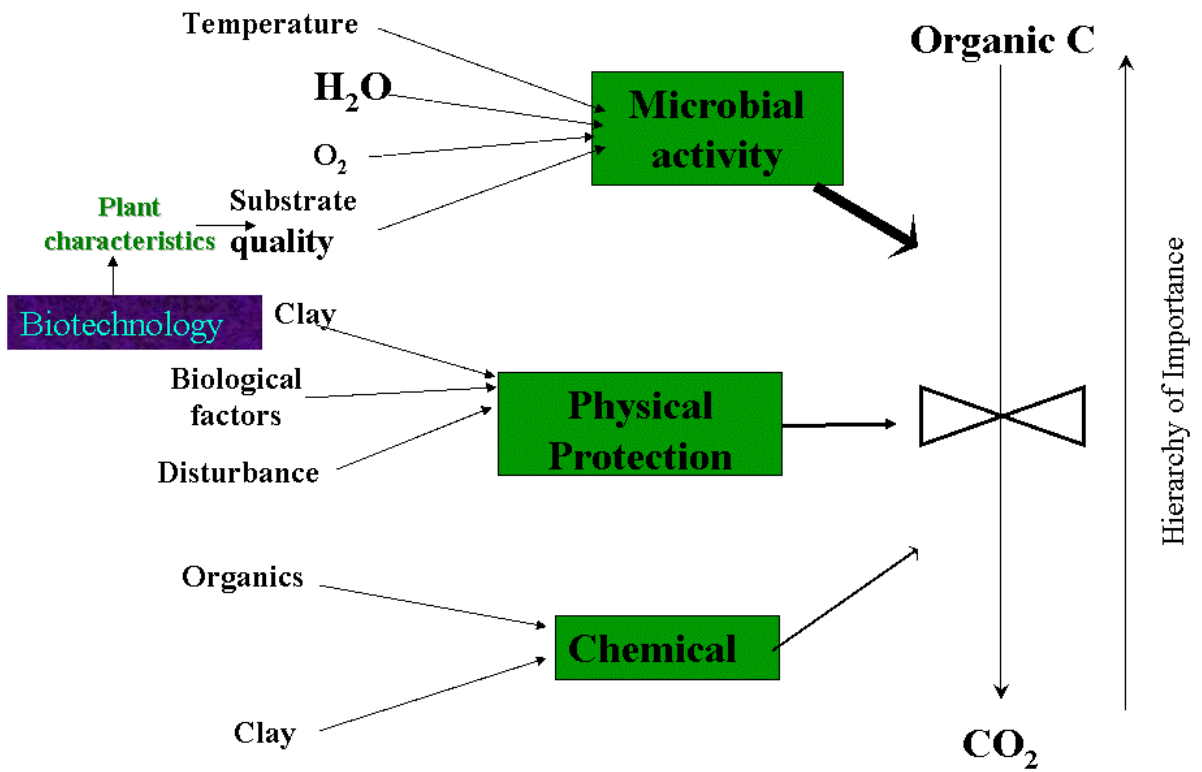 Temperature
Organic C
H₂O
Microbial
activity
O₂
Substrate
quality
Plant
characteristics
Biotechnology
Clay
Biological
factors
Physical
Protection
Disturbance
Hierarchy of Importance
Organics
Chemical
Clay
CO₂